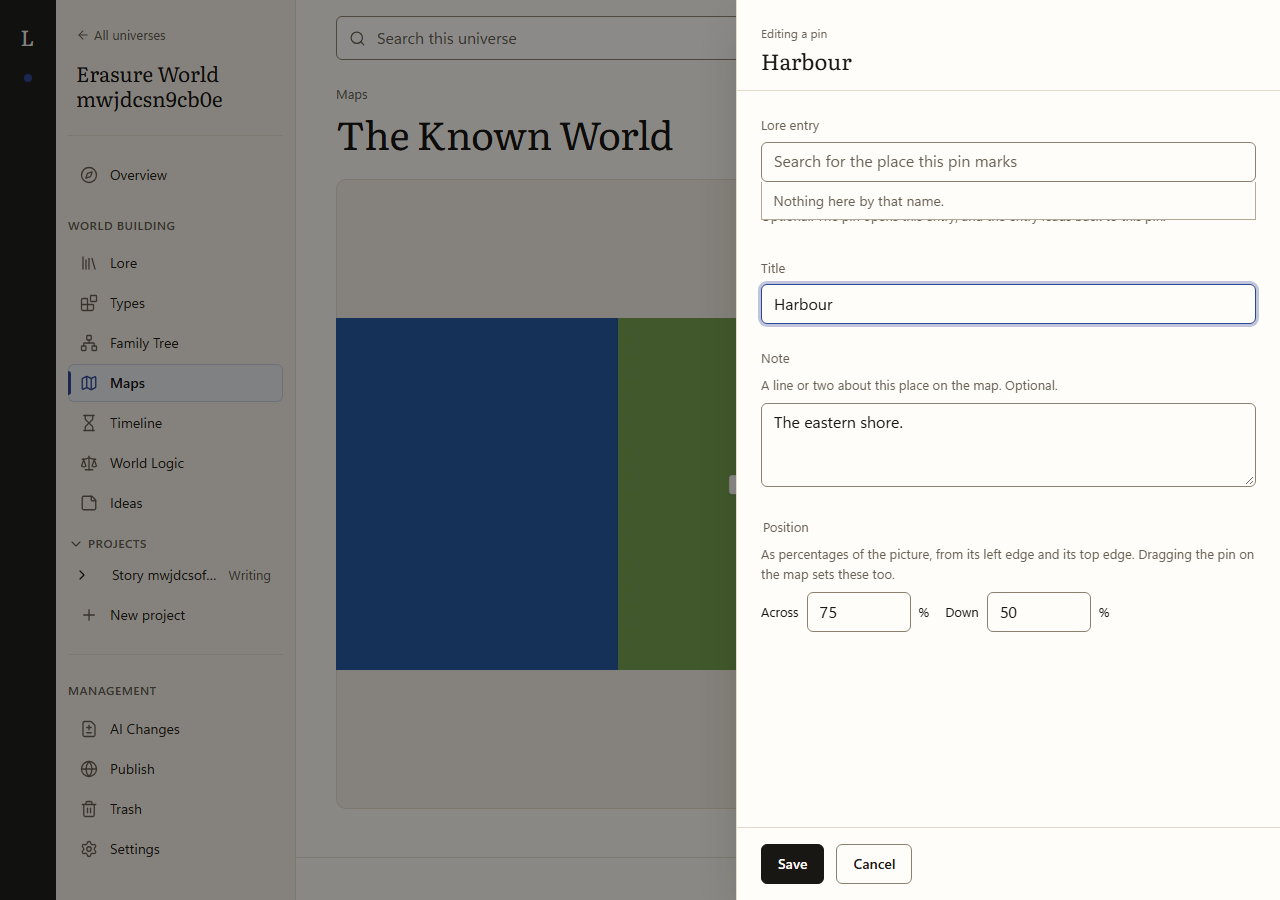 L
All universes
Erasure World
mwjdcsn9cb0e
Overview
WORLD BUILDING
Lore
Types
Family Tree
Maps
Timeline
World Logic
Ideas
PROJECTS
Story mwjdcsof... Writing
New project
MANAGEMENT
AI Changes
Publish
Trash
Settings
Search this universe
Maps
The Known World
Editing a pin
Harbour
Lore entry
Search for the place this pin marks
Nothing here by that name.
Title
Harbour
Note
A line or two about this place on the map. Optional.
The eastern shore.
Position
As percentages of the picture, from its left edge and its top edge. Dragging the pin on
the map sets these too.
Across 75 % Down 50 %
Save Cancel